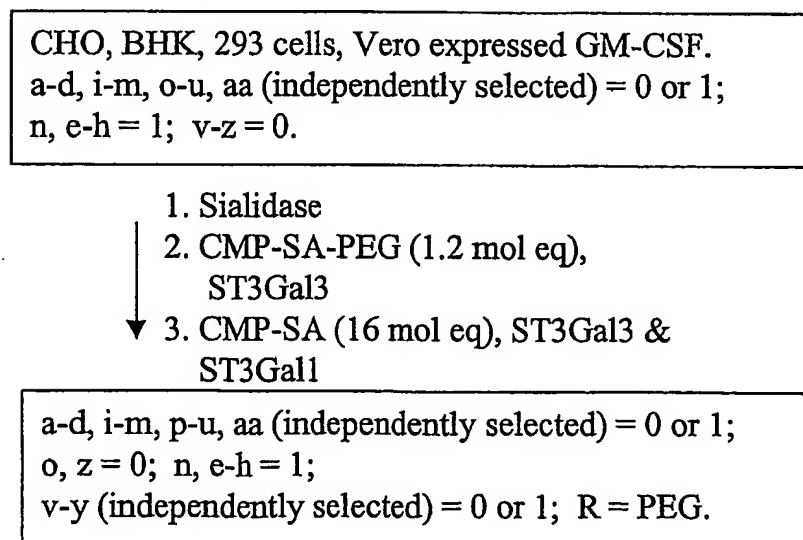 CHO, BHK, 293 cells, Vero expressed GM-CSF.
a-d, i-m, o-u, aa (independently selected) = 0 or 1;
n, e-h = 1; v-z = 0.
1. Sialidase
2. CMP-SA-PEG (1.2 mol eq),
ST3Gal3
3. CMP-SA (16 mol eq), ST3Gal3 &
ST3Gal1
a-d, i-m, p-u, aa (independently selected) = 0 or 1;
o, z = 0; n, e-h = 1;
v-y (independently selected) = 0 or 1; R = PEG.